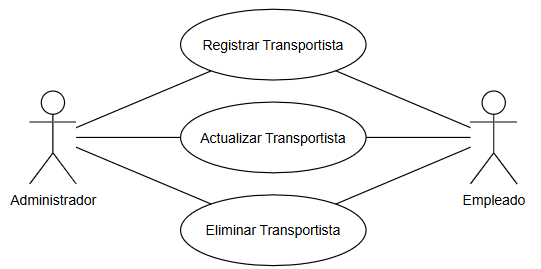 Registrar Transportista
Actualizar Transportista
Administrador
Empleado
Eliminar Transportista